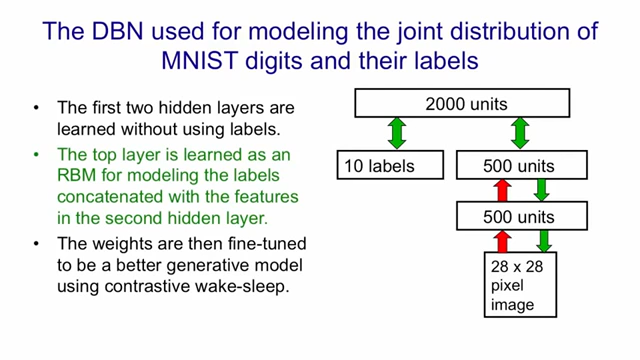 The DBN used for modeling the joint distribution of
MNIST digits and their labels
• The first two hidden layers are
learned without using labels.
• The top layer is learned as an
RBM for modeling the labels
concatenated with the features
in the second hidden layer.
• The weights are then fine-tuned
to be a better generative model
using contrastive wake-sleep.
2000 units
10 labels
500 units
500 units
28 x 28
pixel
image